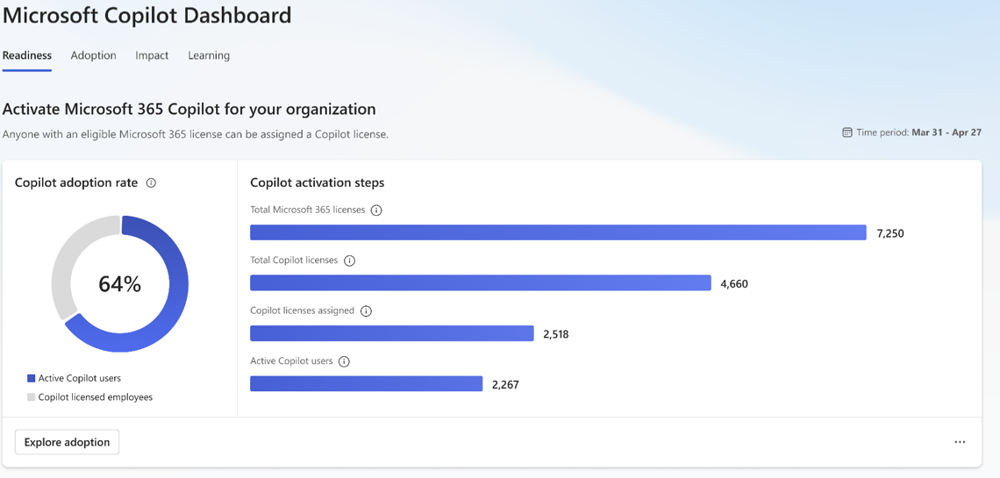 Microsoft Copilot Dashboard
Readiness Adoption Impact Learning
Activate Microsoft 365 Copilot for your organization
Anyone with an eligible Microsoft 365 license can be assigned a Copilot license.
Time period: Mar 31 - Apr 27
Copilot adoption rate
64%
Active Copilot users
Copilot licensed employees
Copilot activation steps
Total Microsoft 365 licenses
7,250
Total Copilot licenses
4,660
Copilot licenses assigned
2,518
Active Copilot users
2,267
Explore adoption